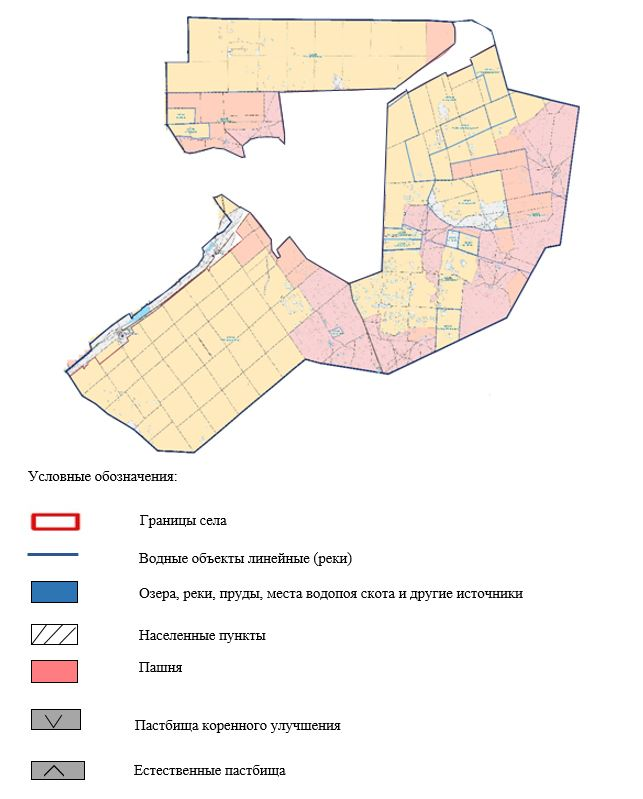 Условные обозначения:
Границы села
Водные объекты линейные (реки)
Озера, реки, пруды, места водопоя скота и другие источники
Населенные пункты
Пашня
Пастбища коренного улучшения
Естественные пастбища